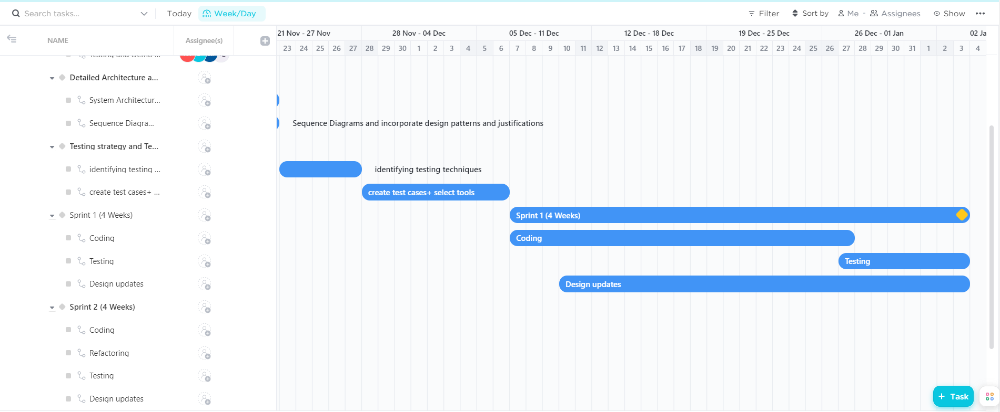 Search tasks...
Today
Week/Day
Filter
Sort by
Me
Assignees
Show
NAME
Assignee(s)
21 Nov - 27 Nov
28 Nov - 04 Dec
05 Dec - 11 Dec
12 Dec - 18 Dec
19 Dec - 25 Dec
26 Dec - 01 Jan
02 Ja
23 24 25 26 27 28 29 30 1 2 3 4 5 6 7 8 9 10 11 12 13 14 15 16 17 18 19 20 21 22 23 24 25 26 27 28 29 30 31 1 2 3 4
Testing and Demo ...
Detailed Architecture a...
System Architectur...
Sequence Diagra...
Sequence Diagrams and incorporate design patterns and justifications
Testing strategy and Te...
identifying testing ...
identifying testing techniques
create test cases+ ...
create test cases+ select tools
Sprint 1 (4 Weeks)
Sprint 1 (4 Weeks)
Coding
Coding
Testing
Testing
Design updates
Design updates
Sprint 2 (4 Weeks)
Coding
Refactoring
Testing
Design updates
+ Task